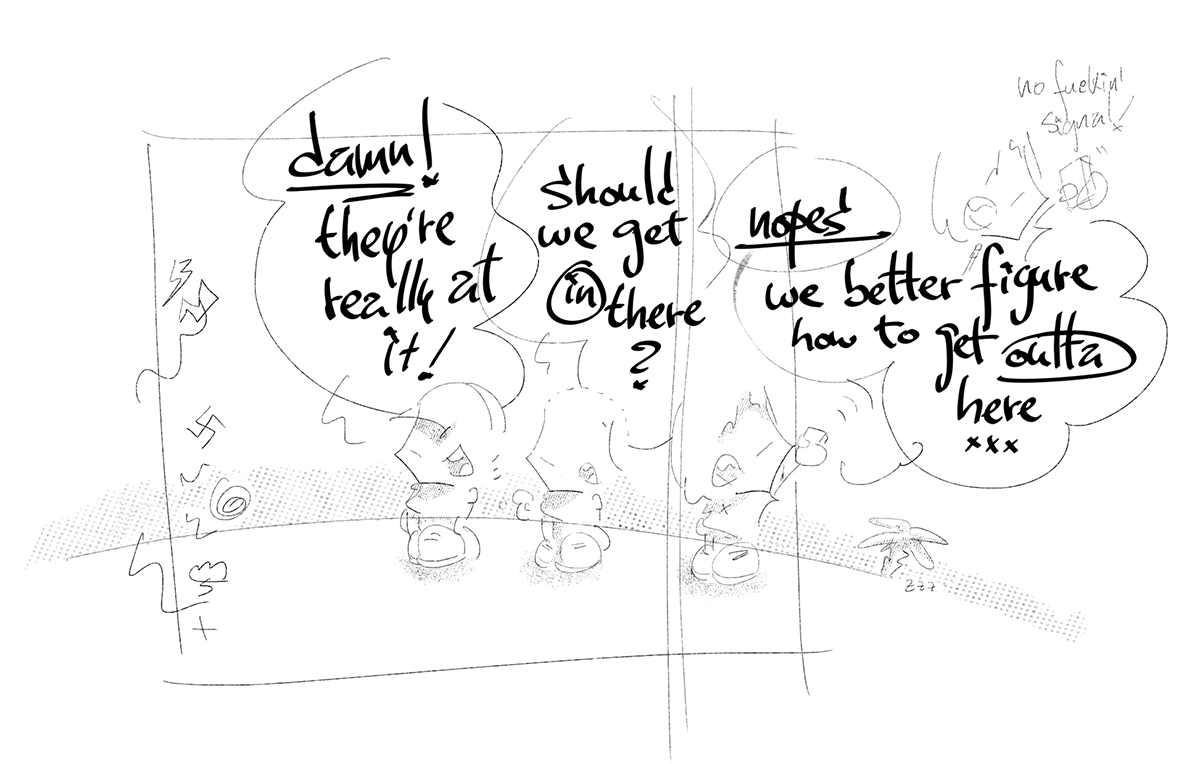 damn!
they're
really at
it!
should
we get
in there
?
nopes!
we better figure
how to get outta
here
xxx
no fuckin'
signal!
zzz